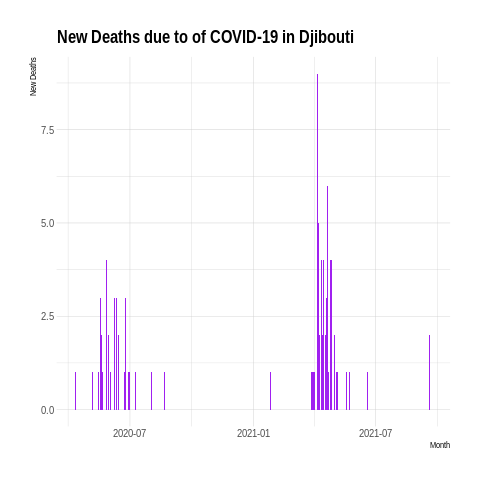 New Deaths due to of COVID-19 in Djibouti
New Deaths
7.5
5.0
2.5
0.0
2020-07
2021-01
2021-07
Month